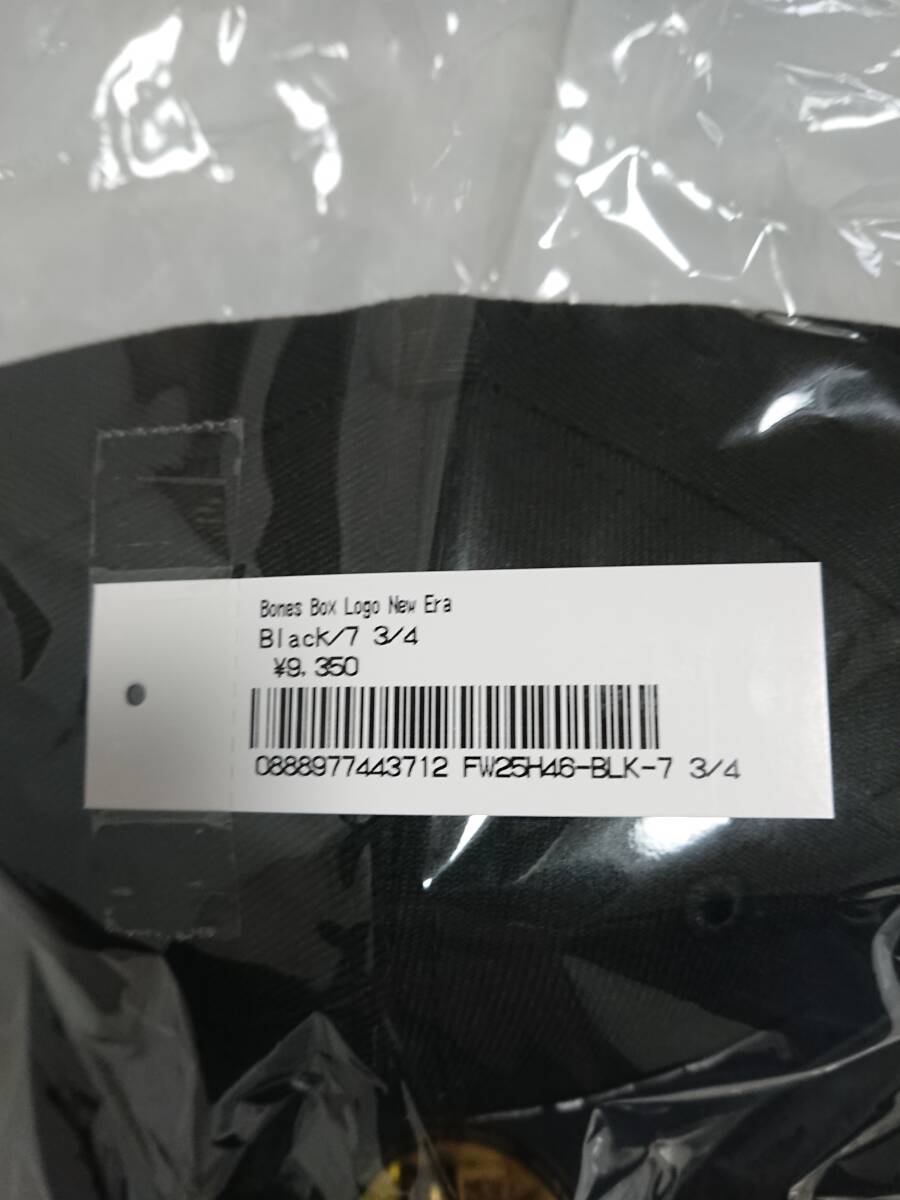 Bones Box Logo New Era
Black/7 3/4
¥9,350
0888977443712 FW25H46-BLK-7 3/4